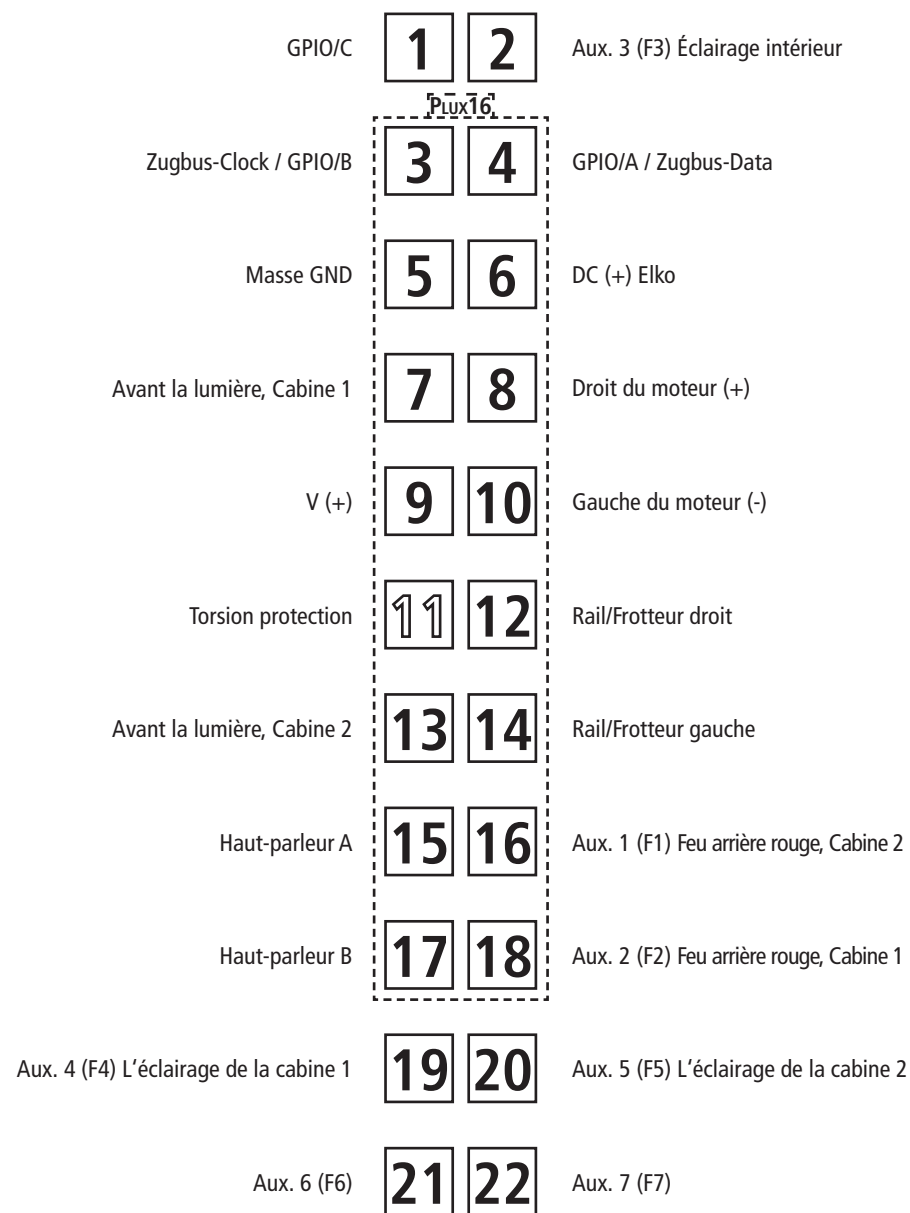 GPIO/C 1 2 Aux. 3 (F3) Éclairage intérieur
PLUX16
Zugbus-Clock / GPIO/B 3 4 GPIO/A / Zugbus-Data
Masse GND 5 6 DC (+) Elko
Avant la lumière, Cabine 1 7 8 Droit du moteur (+)
V (+) 9 10 Gauche du moteur (-)
Torsion protection 11 12 Rail/Frotteur droit
Avant la lumière, Cabine 2 13 14 Rail/Frotteur gauche
Haut-parleur A 15 16 Aux. 1 (F1) Feu arrière rouge, Cabine 2
Haut-parleur B 17 18 Aux. 2 (F2) Feu arrière rouge, Cabine 1
Aux. 4 (F4) L‘éclairage de la cabine 1 19 20 Aux. 5 (F5) L‘éclairage de la cabine 2
Aux. 6 (F6) 21 22 Aux. 7 (F7)